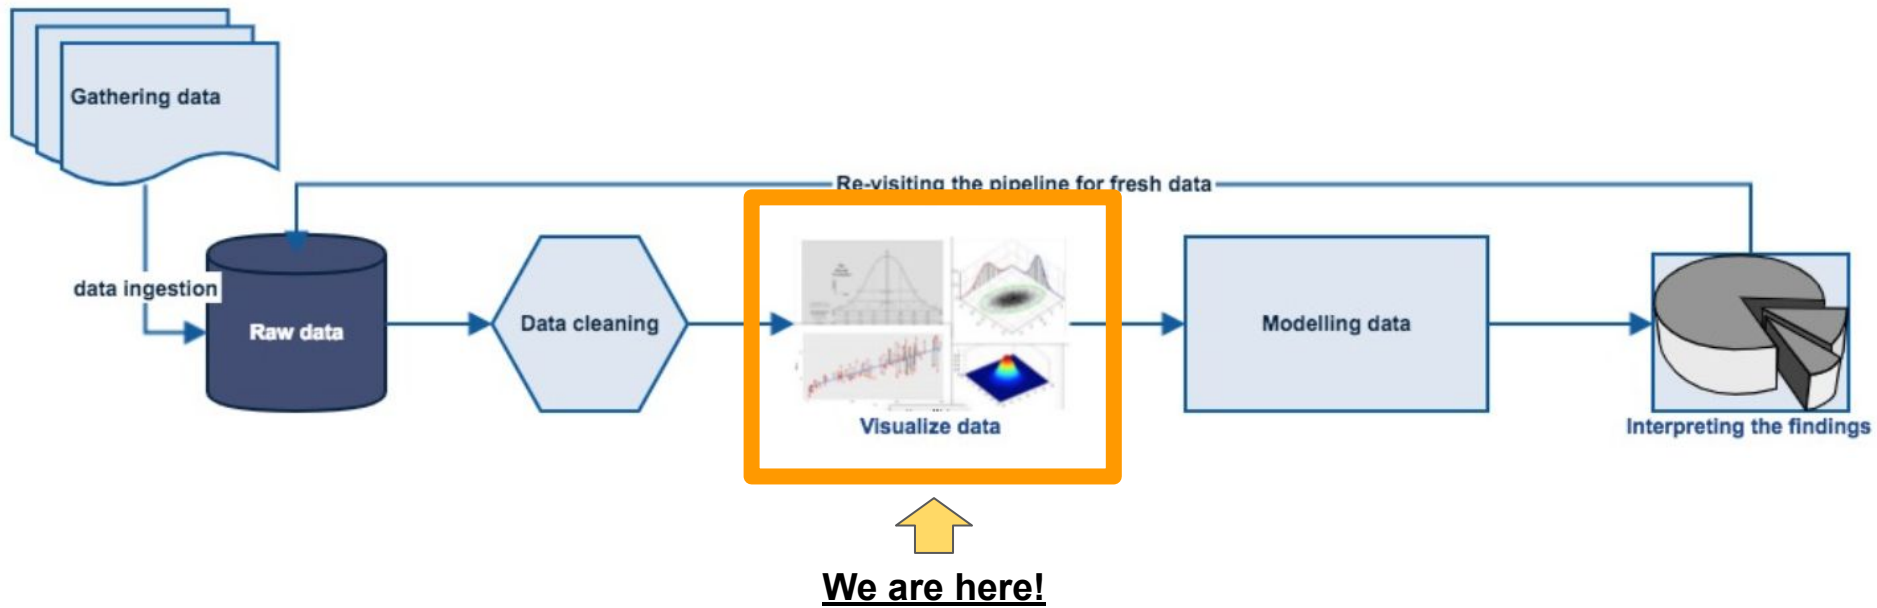 Gathering data
Re-visiting the pipeline for fresh data
data ingestion
Raw data
Data cleaning
Modelling data
Visualize data
Interpreting the findings
We are here!